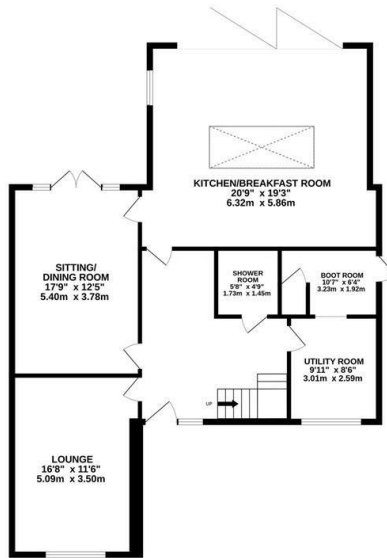 KITCHEN/BREAKFAST ROOM
20'9" x 19'3"
6.32m x 5.86m
SITTING/
DINING ROOM
17'9" x 12'5"
5.40m x 3.78m
SHOWER
ROOM
5'8" x 4'9"
1.73m x 1.45m
BOOT ROOM
10'7" x 6'4"
3.23m x 1.92m
UTILITY ROOM
9'11" x 8'6"
3.01m x 2.59m
UP
LOUNGE
16'8" x 11'6"
5.09m x 3.50m